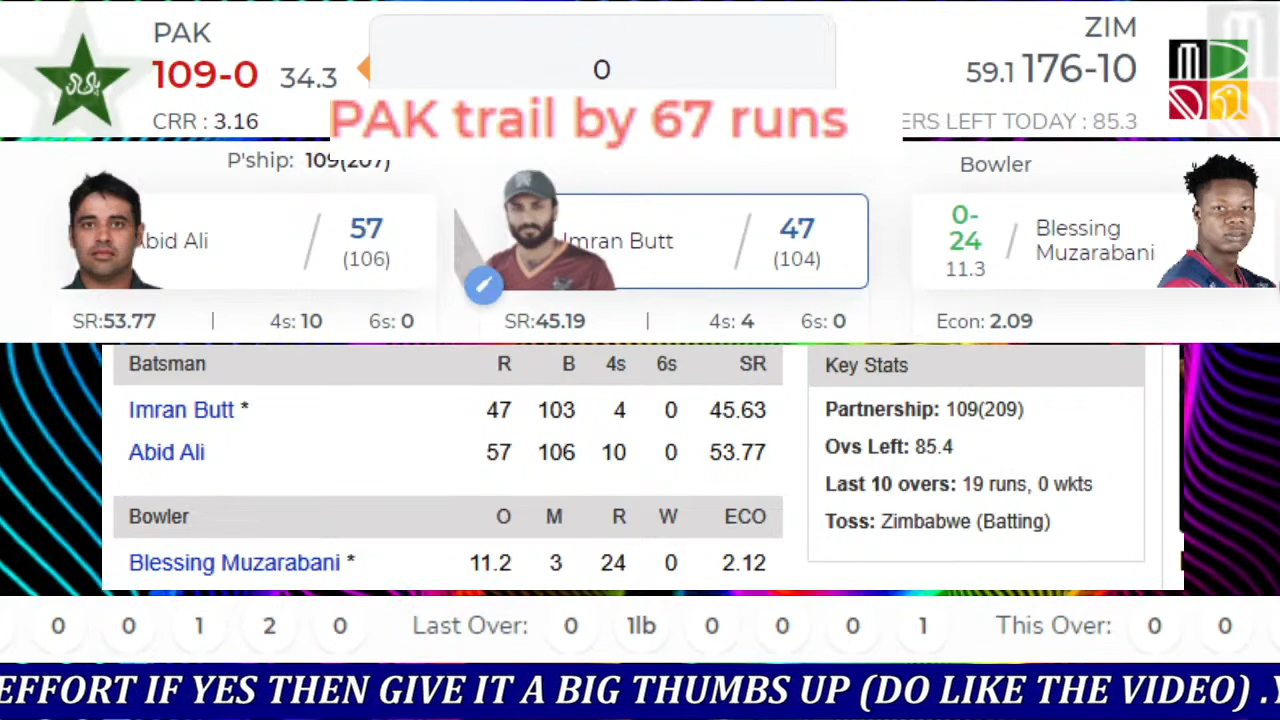 PAK
109-0 34.3
CRR : 3.16
0
PAK trail by 67 runs
ZIM
59.1 176-10
ERS LEFT TODAY : 85.3
P'ship: 109(207)
Abid Ali
57
(106)
SR:53.77 | 4s: 10 6s: 0
Imran Butt
47
(104)
SR:45.19 | 4s: 4 6s: 0
Bowler
0-
24
11.3
Blessing
Muzarabani
Econ: 2.09
Batsman R B 4s 6s SR
Imran Butt * 47 103 4 0 45.63
Abid Ali 57 106 10 0 53.77
Bowler O M R W ECO
Blessing Muzarabani * 11.2 3 24 0 2.12
Key Stats
Partnership: 109(209)
Ovs Left: 85.4
Last 10 overs: 19 runs, 0 wkts
Toss: Zimbabwe (Batting)
0 0 1 2 0 Last Over: 0 1lb 0 0 0 1 This Over: 0 0
EFFORT IF YES THEN GIVE IT A BIG THUMBS UP (DO LIKE THE VIDEO) .Y